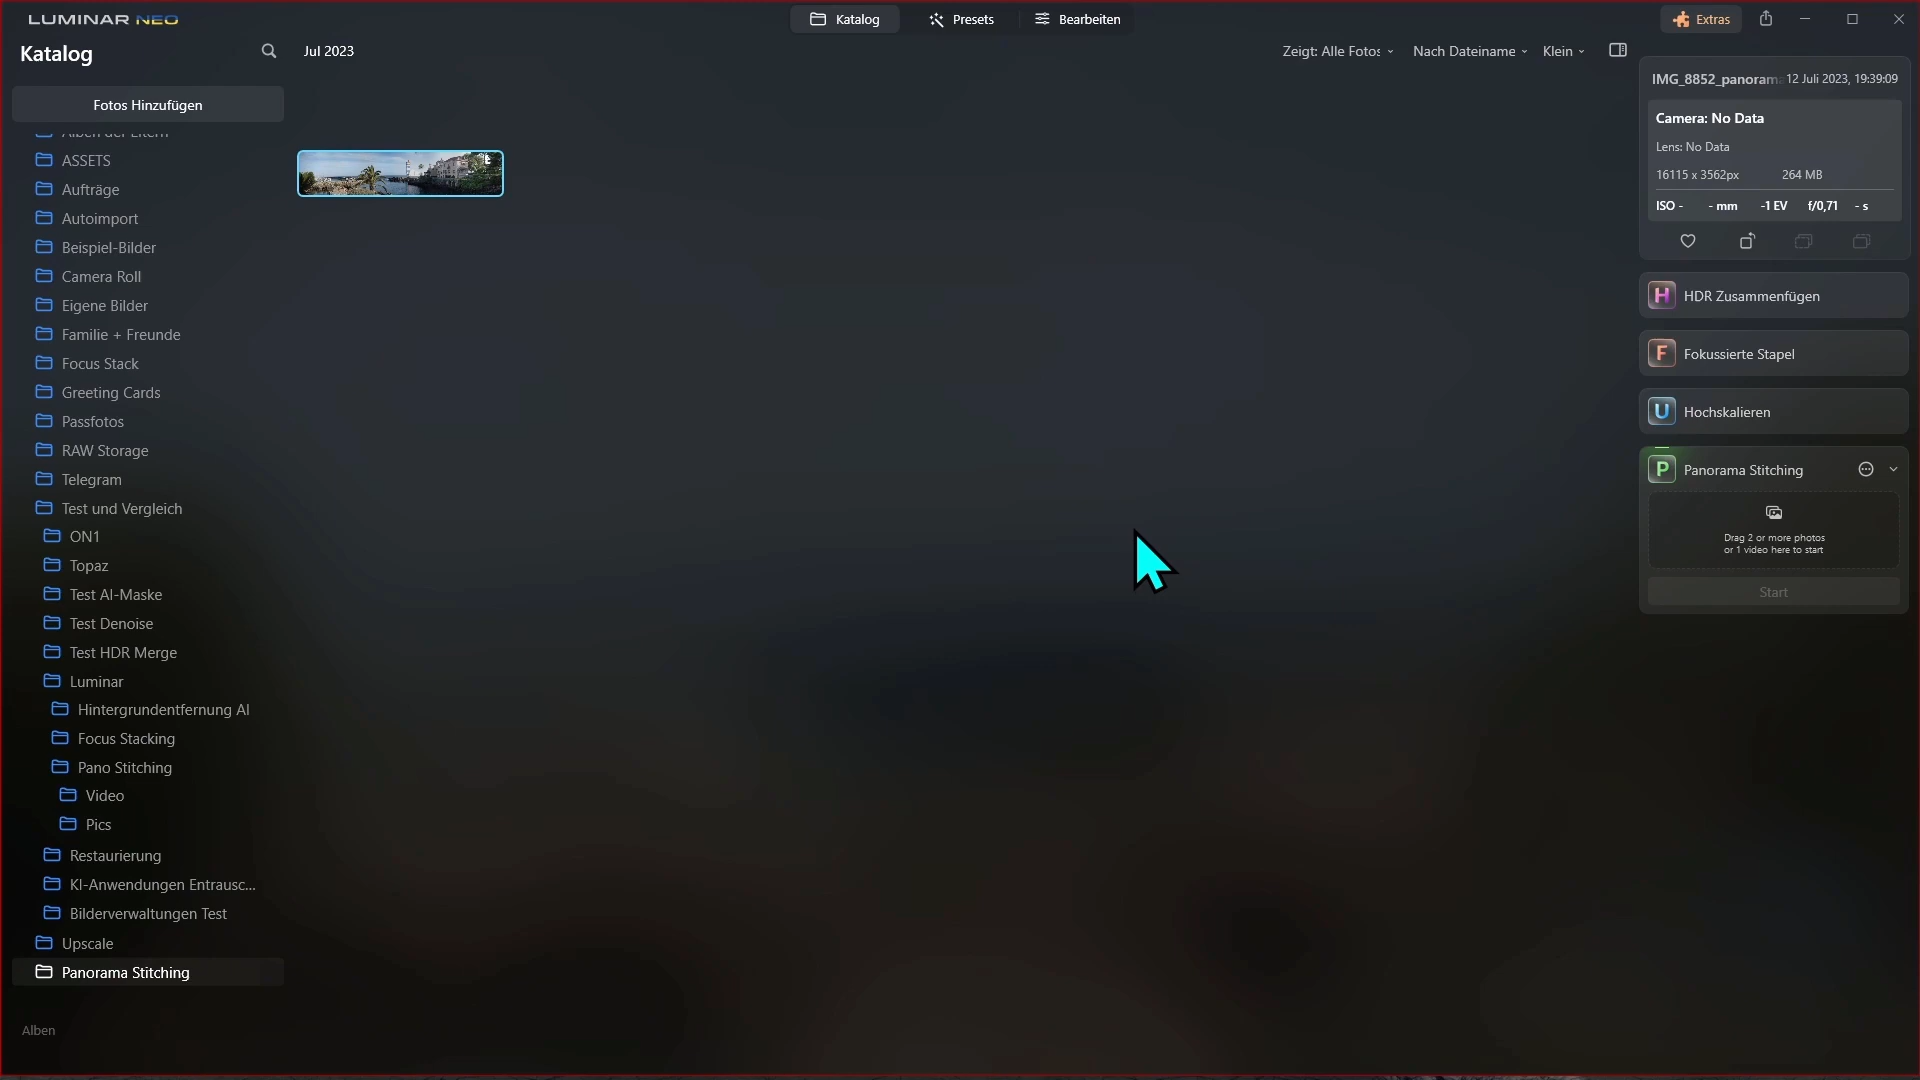 LUMINAR NEO
Katalog
Presets
Bearbeiten
Extras
Katalog
Jul 2023
Zeigt: Alle Fotos
Nach Dateiname
Klein
Fotos Hinzufügen
Alben der Eltern
ASSETS
Aufträge
Autoimport
Beispiel-Bilder
Camera Roll
Eigene Bilder
Familie + Freunde
Focus Stack
Greeting Cards
Passfotos
RAW Storage
Telegram
Test und Vergleich
ON1
Topaz
Test AI-Maske
Test Denoise
Test HDR Merge
Luminar
Hintergrundentfernung AI
Focus Stacking
Pano Stitching
Video
Pics
Restaurierung
KI-Anwendungen Entrausc...
Bilderverwaltungen Test
Upscale
Panorama Stitching
Alben
IMG_8852_panorama 12 Juli 2023, 19:39:09
Camera: No Data
Lens: No Data
16115 x 3562px 264 MB
ISO - - mm -1 EV f/0,71 - s
H HDR Zusammenfügen
F Fokussierte Stapel
U Hochskalieren
P Panorama Stitching
Drag 2 or more photos
or 1 video here to start
Start